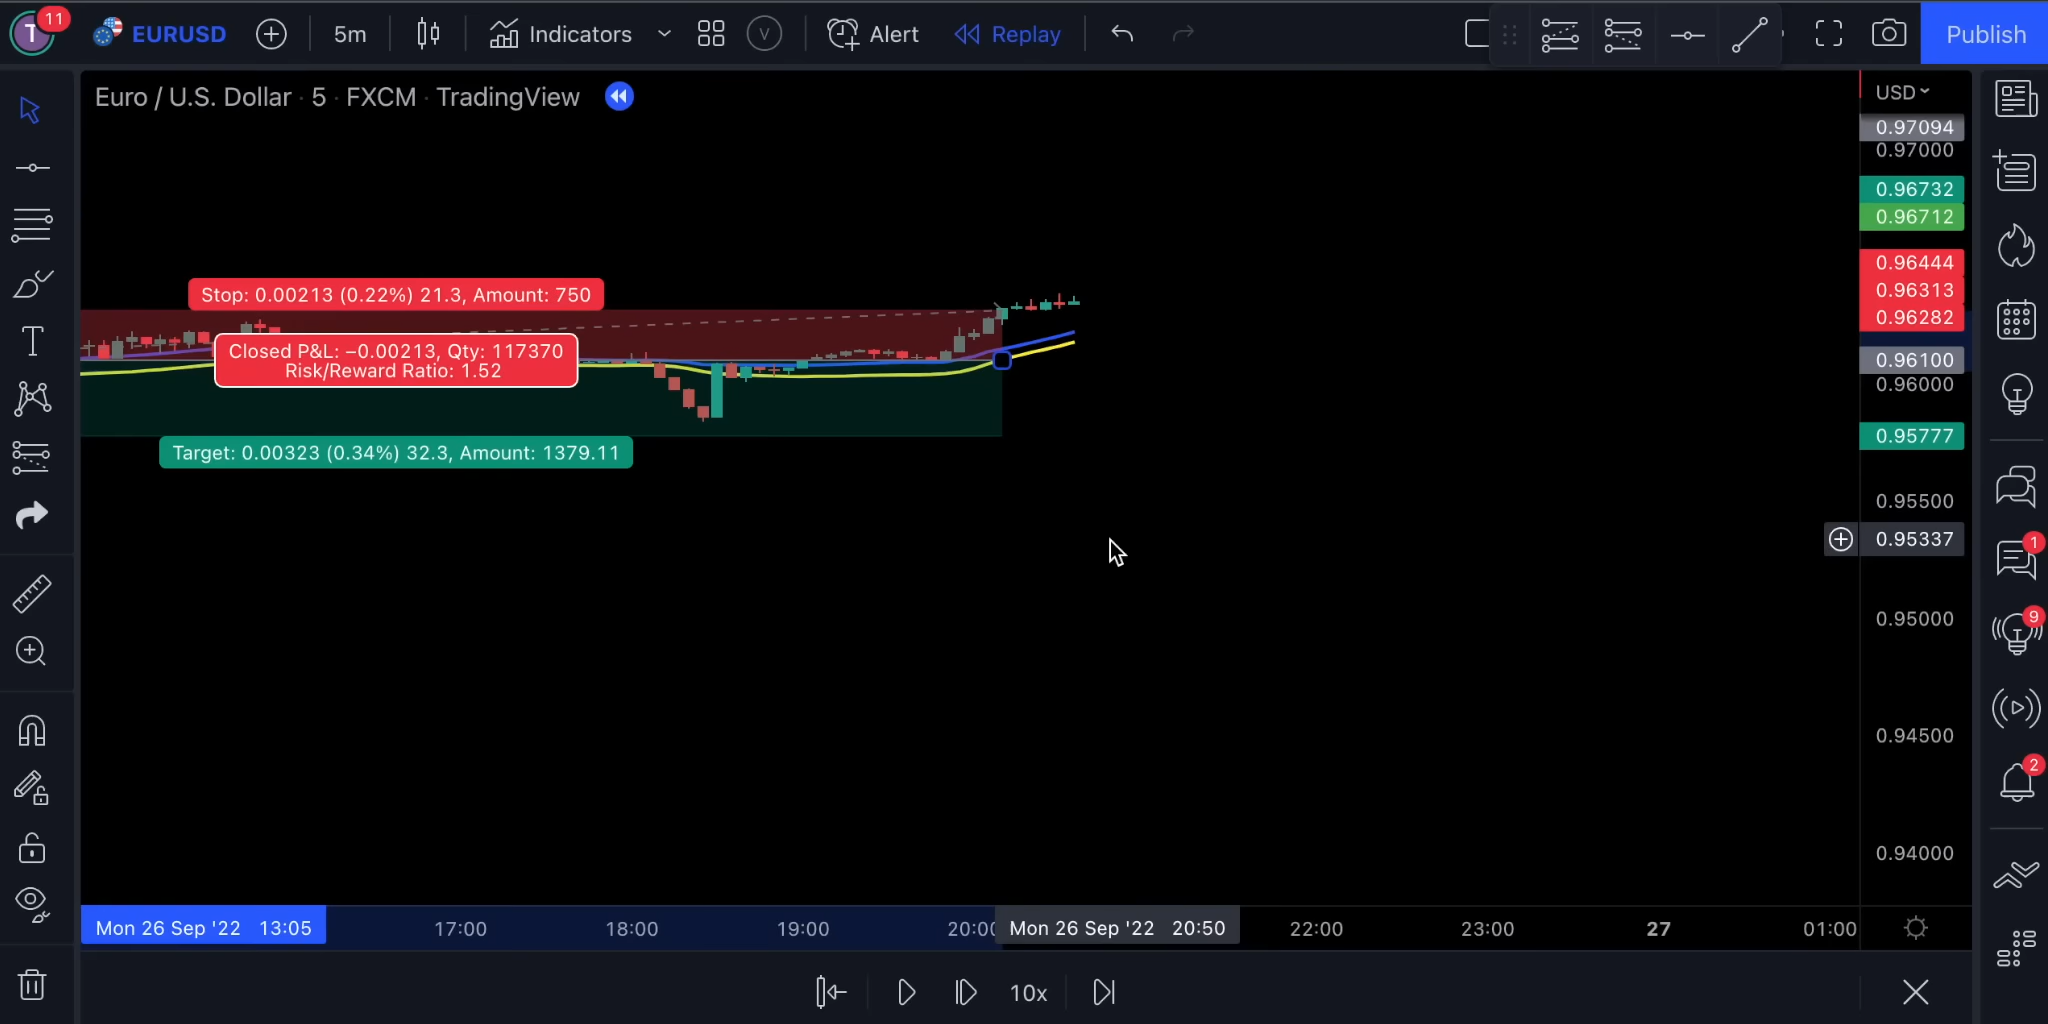 T
11
EURUSD
5m
Indicators
V
Alert
Replay
Publish
Euro / U.S. Dollar · 5 · FXCM · TradingView
USD
0.97094
0.97000
0.96732
0.96712
0.96444
0.96313
0.96282
0.96100
0.96000
0.95777
0.95500
0.95337
0.95000
0.94500
0.94000
Stop: 0.00213 (0.22%) 21.3, Amount: 750
Closed P&L: −0.00213, Qty: 117370
Risk/Reward Ratio: 1.52
Target: 0.00323 (0.34%) 32.3, Amount: 1379.11
1
9
2
Mon 26 Sep '22 13:05
17:00
18:00
19:00
20:00
Mon 26 Sep '22 20:50
22:00
23:00
27
01:00
10x